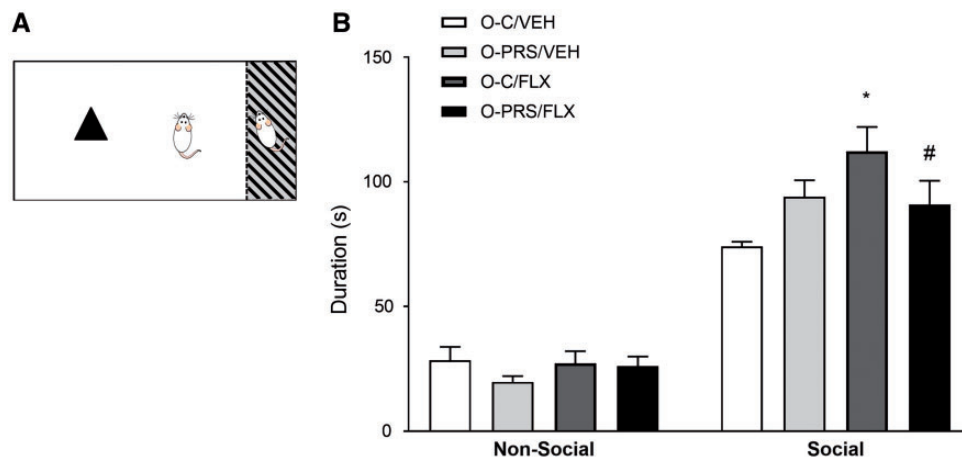 A
B
O-C/VEH
O-PRS/VEH
O-C/FLX
O-PRS/FLX
150
100
50
0
Duration (s)
*
#
Non-Social
Social